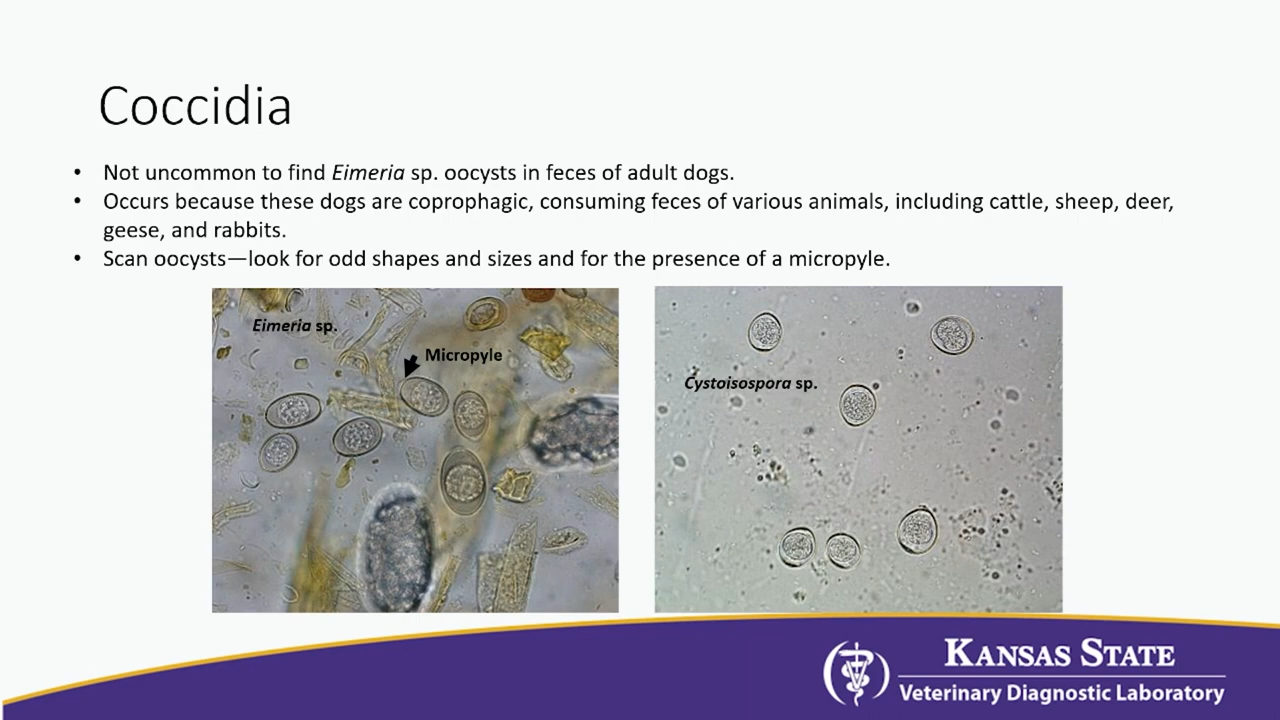 Coccidia
• Not uncommon to find Eimeria sp. oocysts in feces of adult dogs.
• Occurs because these dogs are coprophagic, consuming feces of various animals, including cattle, sheep, deer,
geese, and rabbits.
• Scan oocysts—look for odd shapes and sizes and for the presence of a micropyle.
Eimeria sp.
Micropyle
Cystoisospora sp.
KANSAS STATE
Veterinary Diagnostic Laboratory